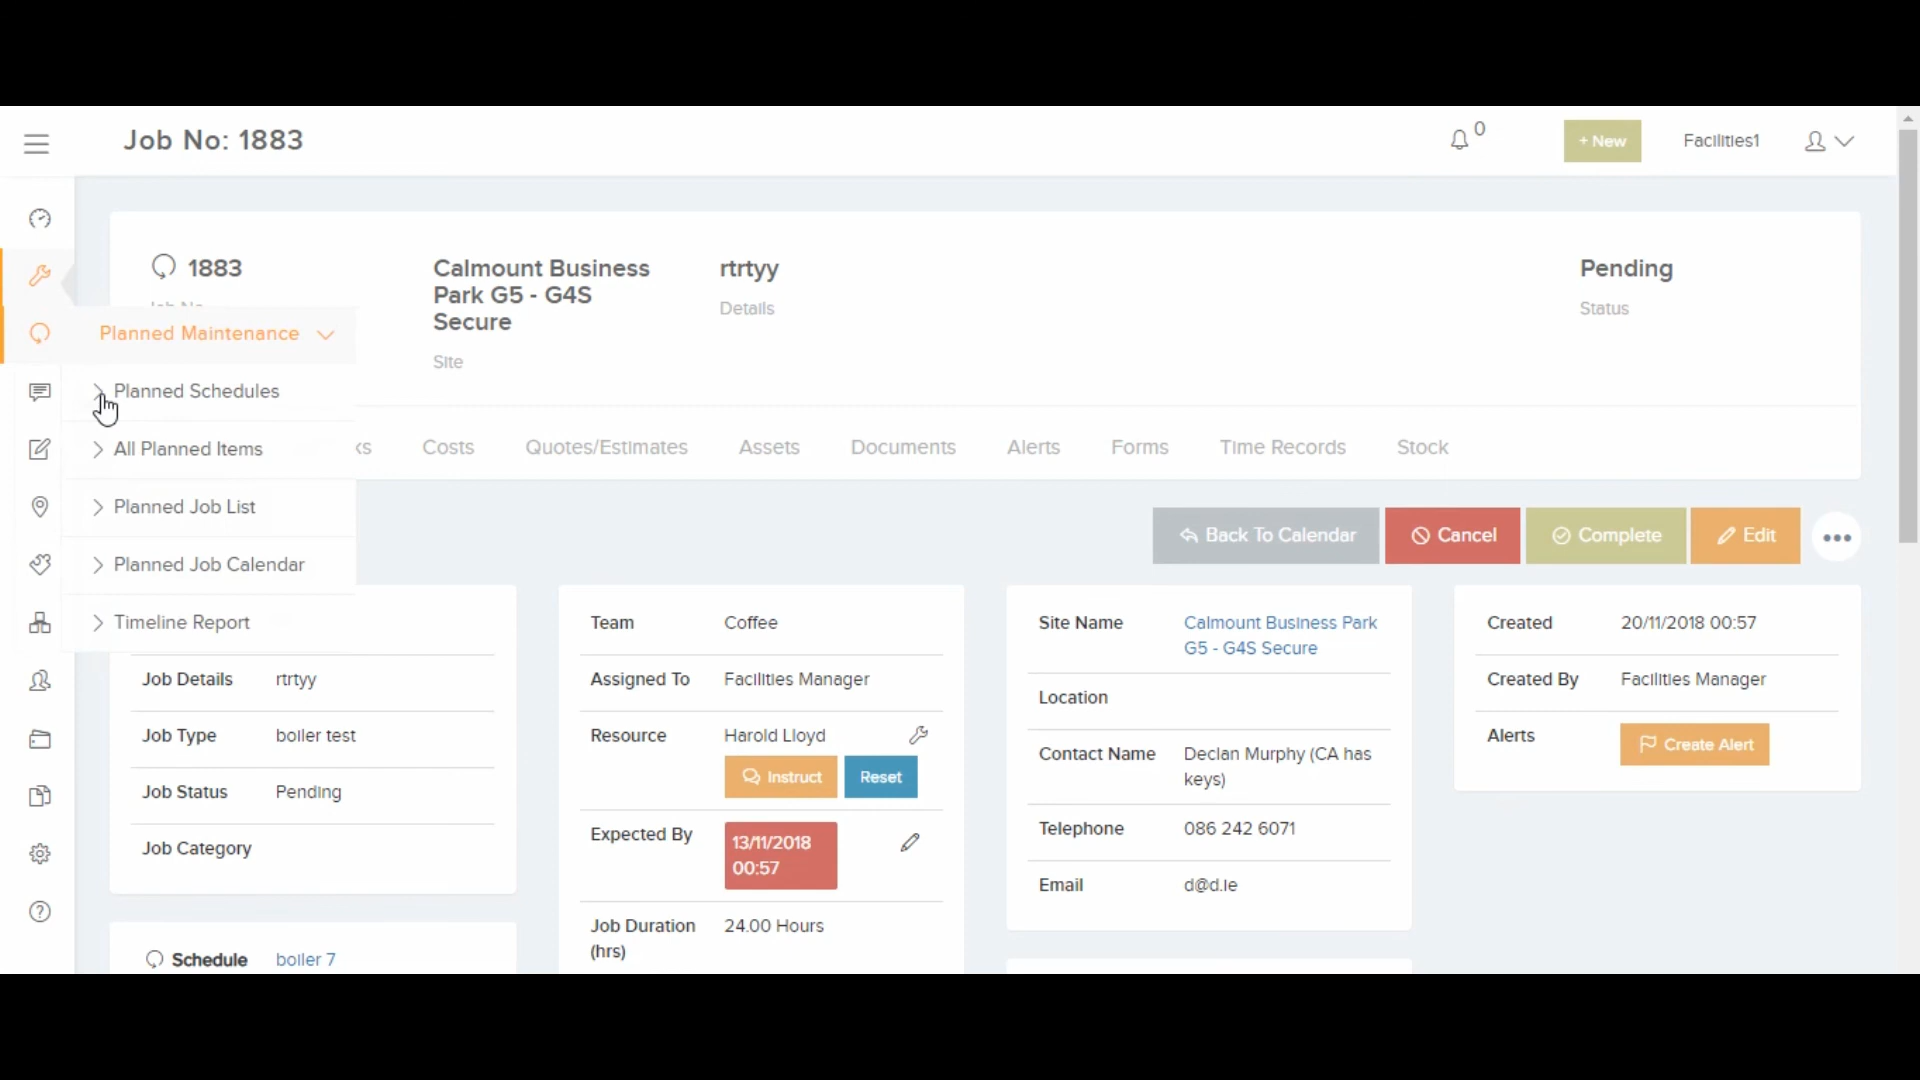 Job No: 1883
0
+ New
Facilities1
1883
Calmount Business
Park G5 - G4S
Secure
Site
rtrtyy
Details
Pending
Status
Planned Maintenance
Planned Schedules
All Planned Items
Planned Job List
Planned Job Calendar
Timeline Report
Costs
Quotes/Estimates
Assets
Documents
Alerts
Forms
Time Records
Stock
Back To Calendar
Cancel
Complete
Edit
Job Details rtrtyy
Job Type boiler test
Job Status Pending
Job Category
Schedule boiler 7
Team Coffee
Assigned To Facilities Manager
Resource Harold Lloyd
Instruct Reset
Expected By 13/11/2018
00:57
Job Duration 24.00 Hours
(hrs)
Site Name Calmount Business Park
G5 - G4S Secure
Location
Contact Name Declan Murphy (CA has
keys)
Telephone 086 242 6071
Email d@d.ie
Created 20/11/2018 00:57
Created By Facilities Manager
Alerts Create Alert